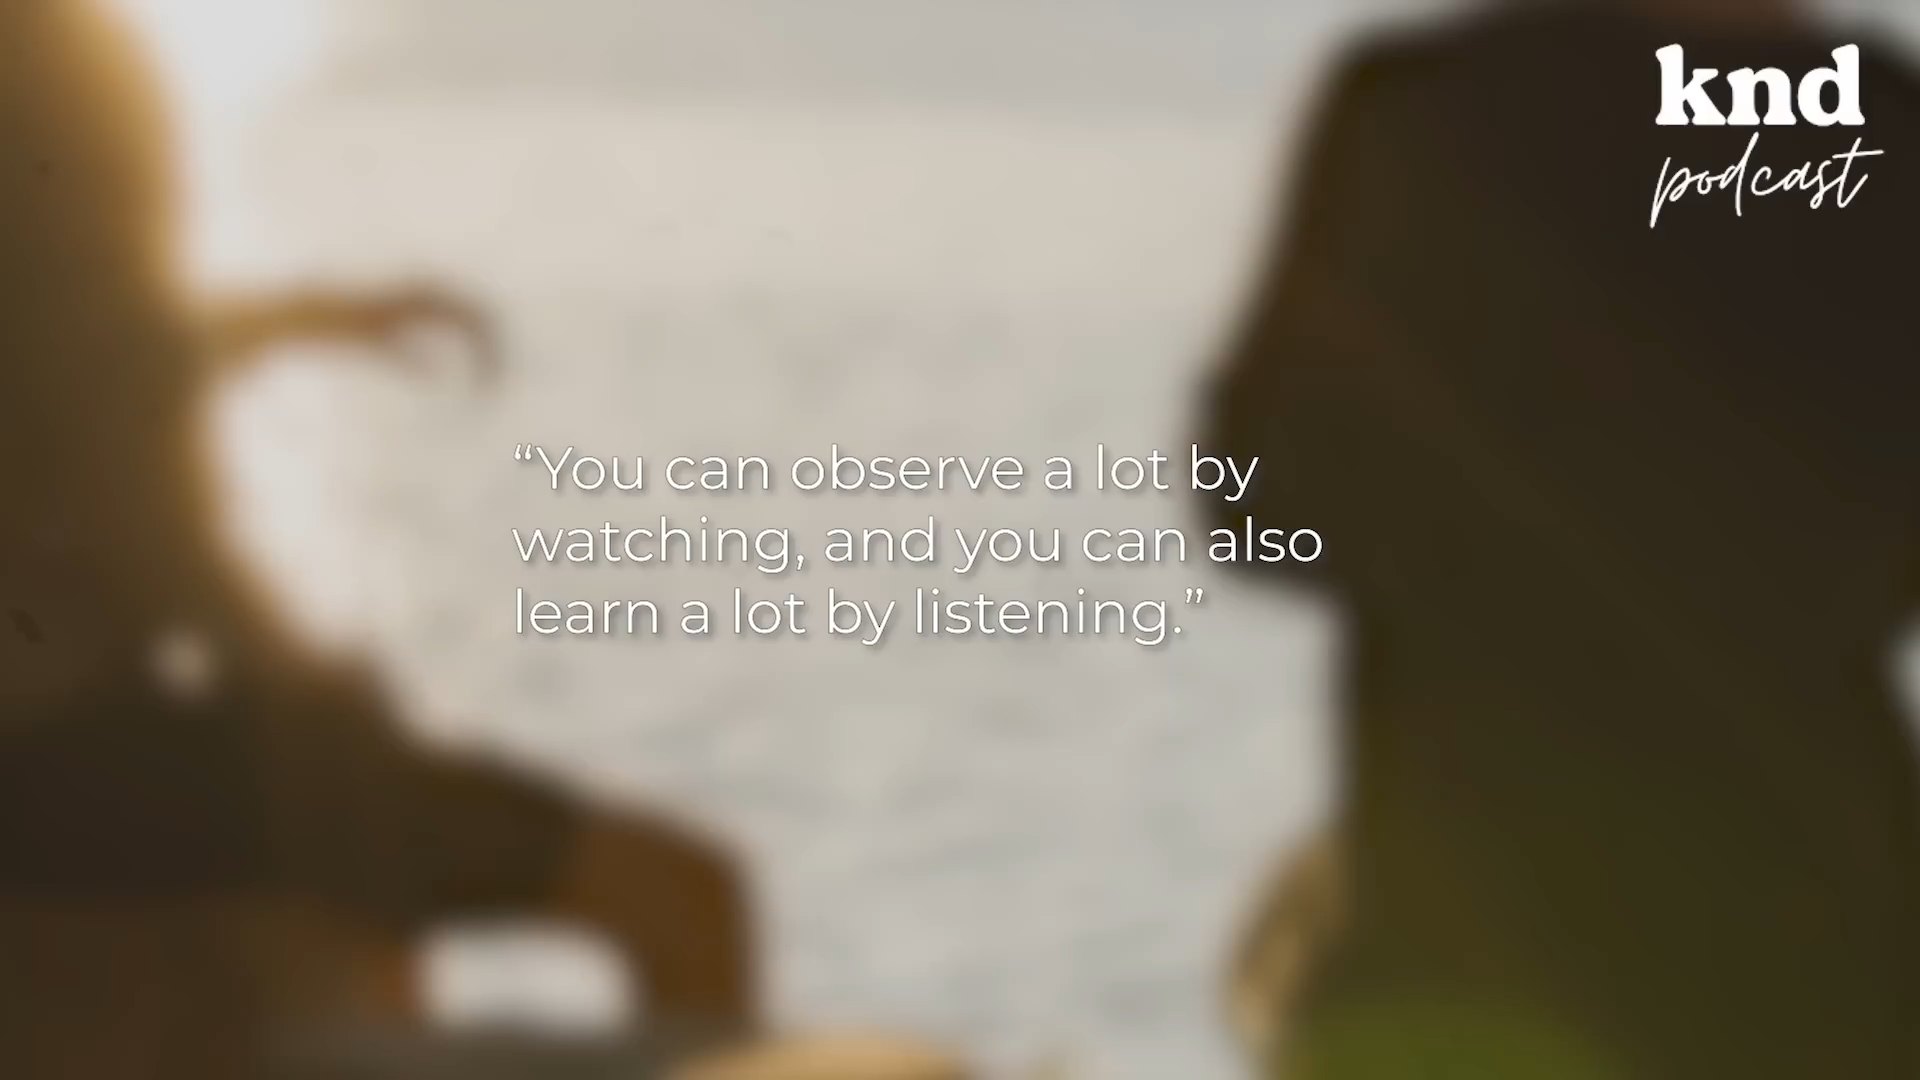 knd
podcast
“You can observe a lot by
watching, and you can also
learn a lot by listening.”